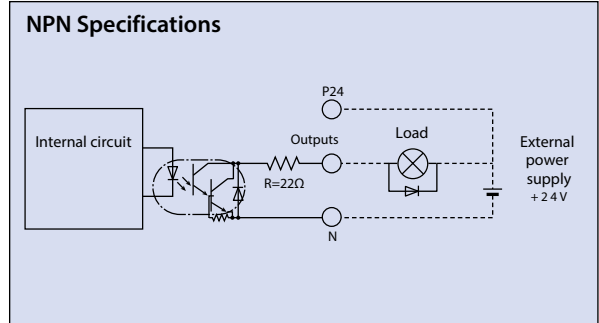 NPN Specifications
P24
Internal circuit
Outputs
Load
R=22Ω
External
power
supply
+24V
N